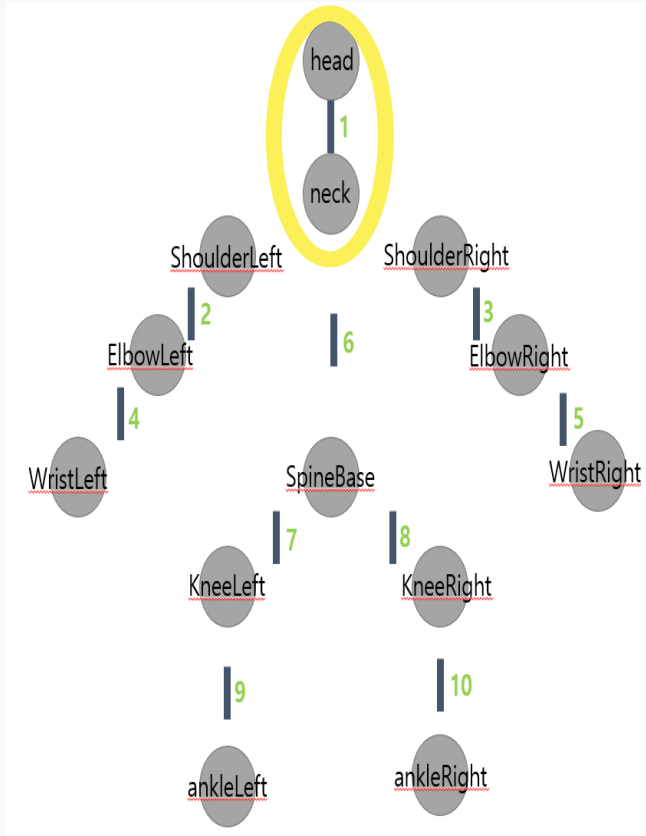 head
1
neck
ShoulderLeft
ShoulderRight
2
3
6
ElbowLeft
ElbowRight
4
5
WristLeft
SpineBase
WristRight
7
8
KneeLeft
KneeRight
9
10
ankleLeft
ankleRight